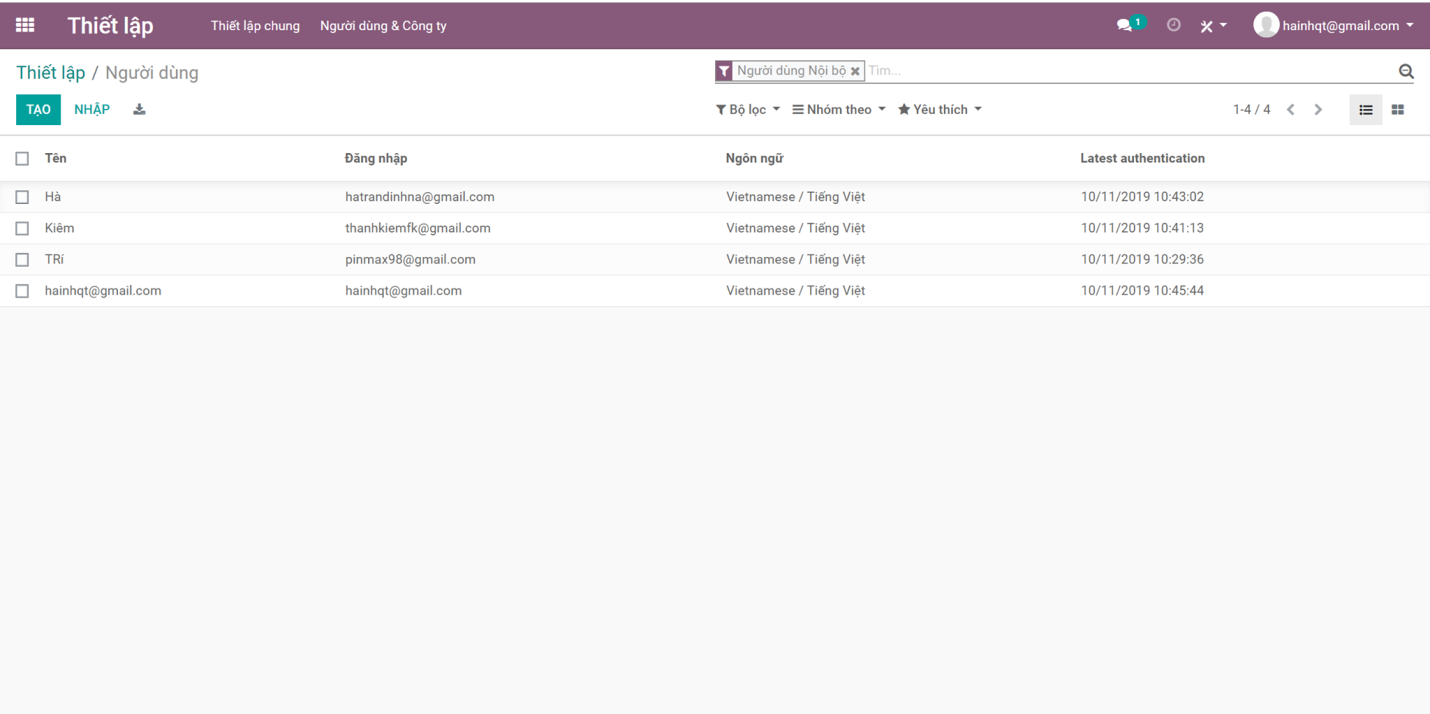 Thiết lập Thiết lập chung Người dùng & Công ty 1 hainhqt@gmail.com
Thiết lập / Người dùng Người dùng Nội bộ Tìm...
TẠO NHẬP Bộ lọc Nhóm theo Yêu thích 1-4 / 4
Tên Đăng nhập Ngôn ngữ Latest authentication
Hà hatrandinhna@gmail.com Vietnamese / Tiếng Việt 10/11/2019 10:43:02
Kiêm thanhkiemfk@gmail.com Vietnamese / Tiếng Việt 10/11/2019 10:41:13
TRí pinmax98@gmail.com Vietnamese / Tiếng Việt 10/11/2019 10:29:36
hainhqt@gmail.com hainhqt@gmail.com Vietnamese / Tiếng Việt 10/11/2019 10:45:44